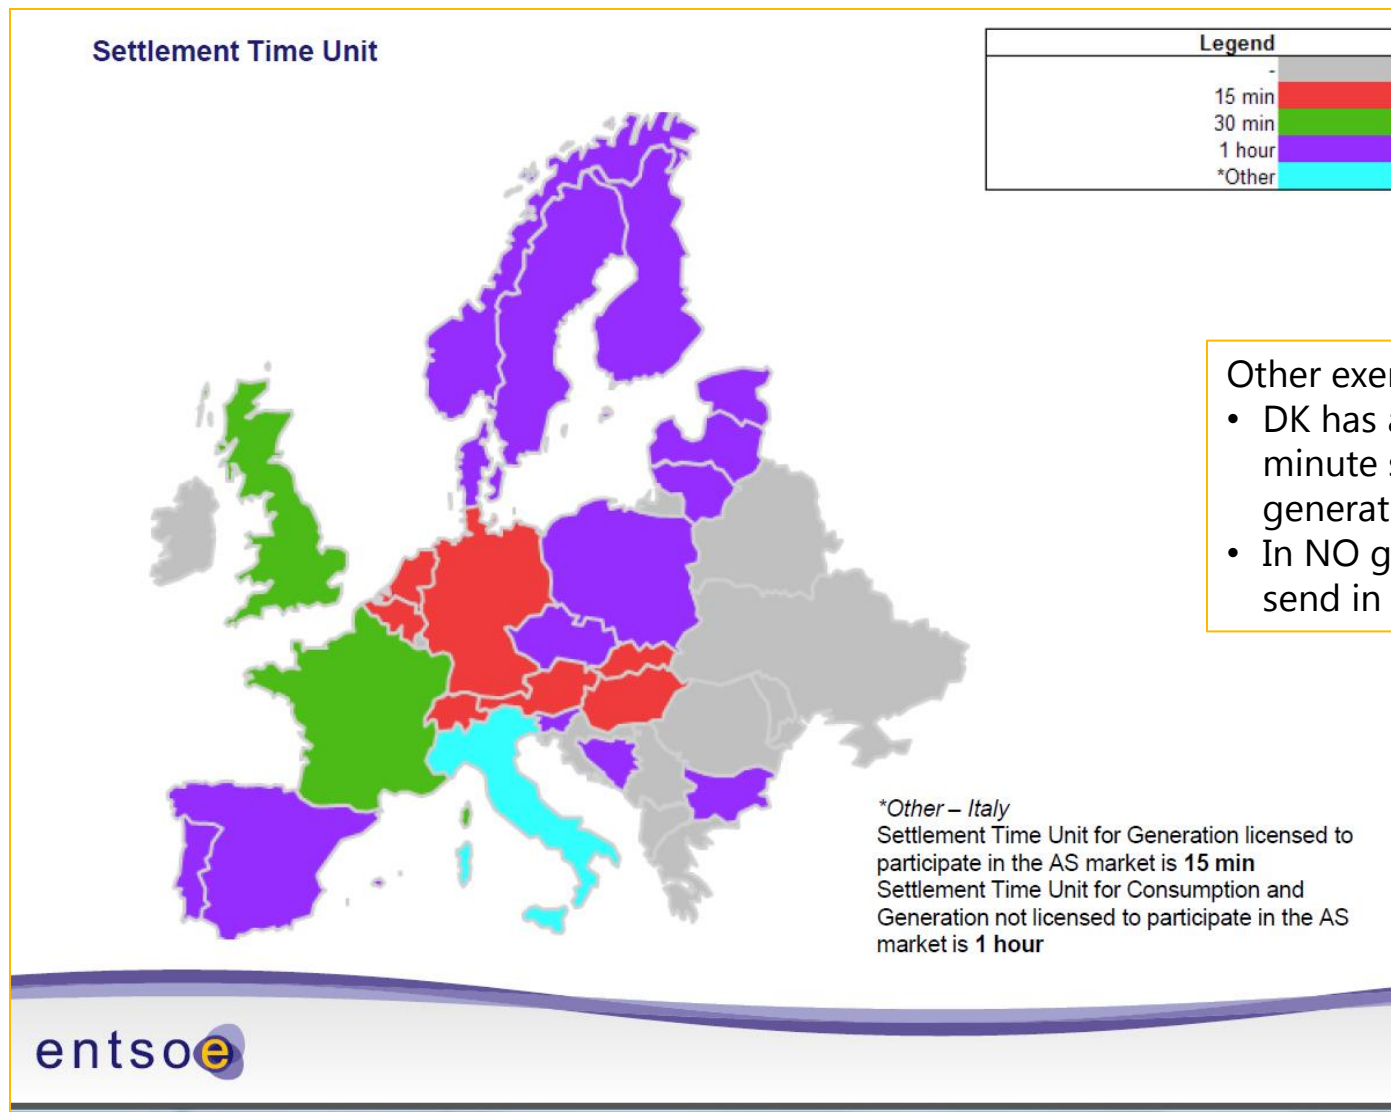 Settlement Time Unit
Legend
-
15 min
30 min
1 hour
*Other
Other
• DK has
minute
• In NO
send in
*Other – Italy
Settlement Time Unit for Generation licensed to
participate in the AS market is 15 min
Settlement Time Unit for Consumption and
Generation not licensed to participate in the AS
market is 1 hour
entsoe